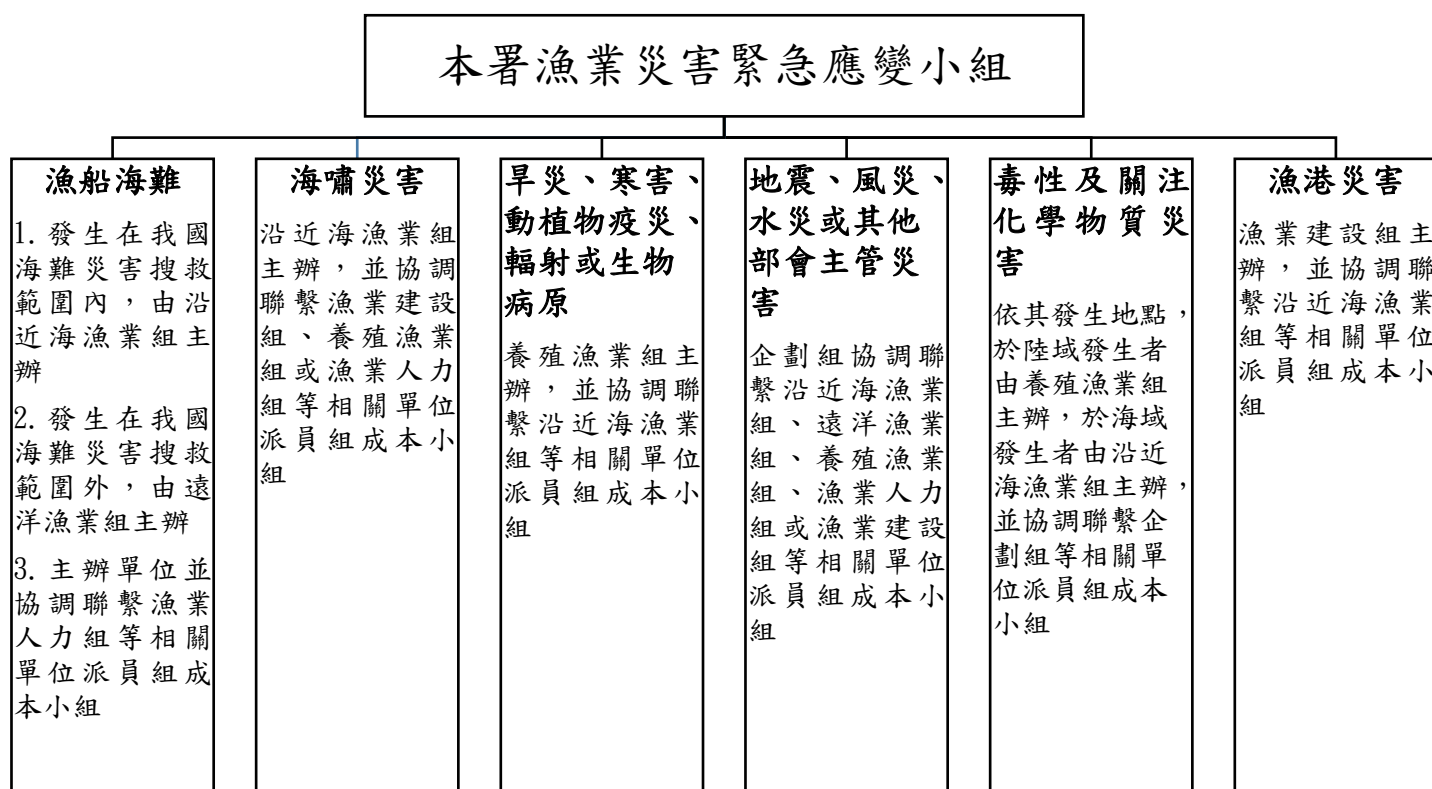 本署漁業災害緊急應變小組
漁船海難
1. 發生在我國
海難災害搜救
範圍內，由沿
近海漁業組主
辦
2. 發生在我國
海難災害搜救
範圍外，由遠
洋漁業組主辦
3. 主辦單位並
協調聯繫漁業
人力組等相關
單位派員組成
本小組
海嘯災害
沿近海漁業組
主辦，並協調
聯繫漁業建設
組、養殖漁業
組或漁業人力
組等相關單位
派員組成本小
組
旱災、寒害、
動植物疫災、
輻射或生物
病原
養殖漁業組主
辦，並協調聯
繫沿近海漁業
組等相關單位
派員組成本小
組
地震、風災、
水災或其他
部會主管災
害
企劃組協調聯
繫沿近海漁業
組、遠洋漁業
組、養殖漁業
組、漁業人力
組或漁業建設
組等相關單位
派員組成本小
組
毒性及關注
化學物質災
害
依其發生地點，
於陸域發生者
由養殖漁業組
主辦，於海域
發生者由沿近
海漁業組主辦，
並協調聯繫企
劃組等相關單
位派員組成本
小組
漁港災害
漁業建設組主
辦，並協調聯
繫沿近海漁業
組等相關單位
派員組成本小
組